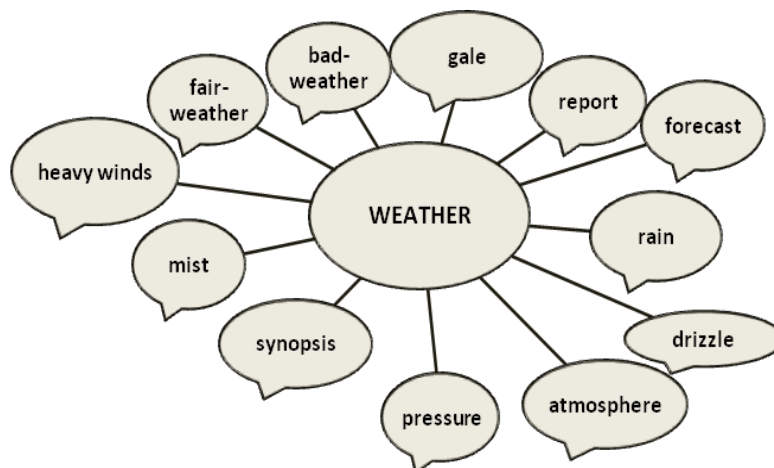 bad-
weather
gale
fair-
weather
report
forecast
heavy winds
WEATHER
rain
mist
synopsis
drizzle
pressure
atmosphere